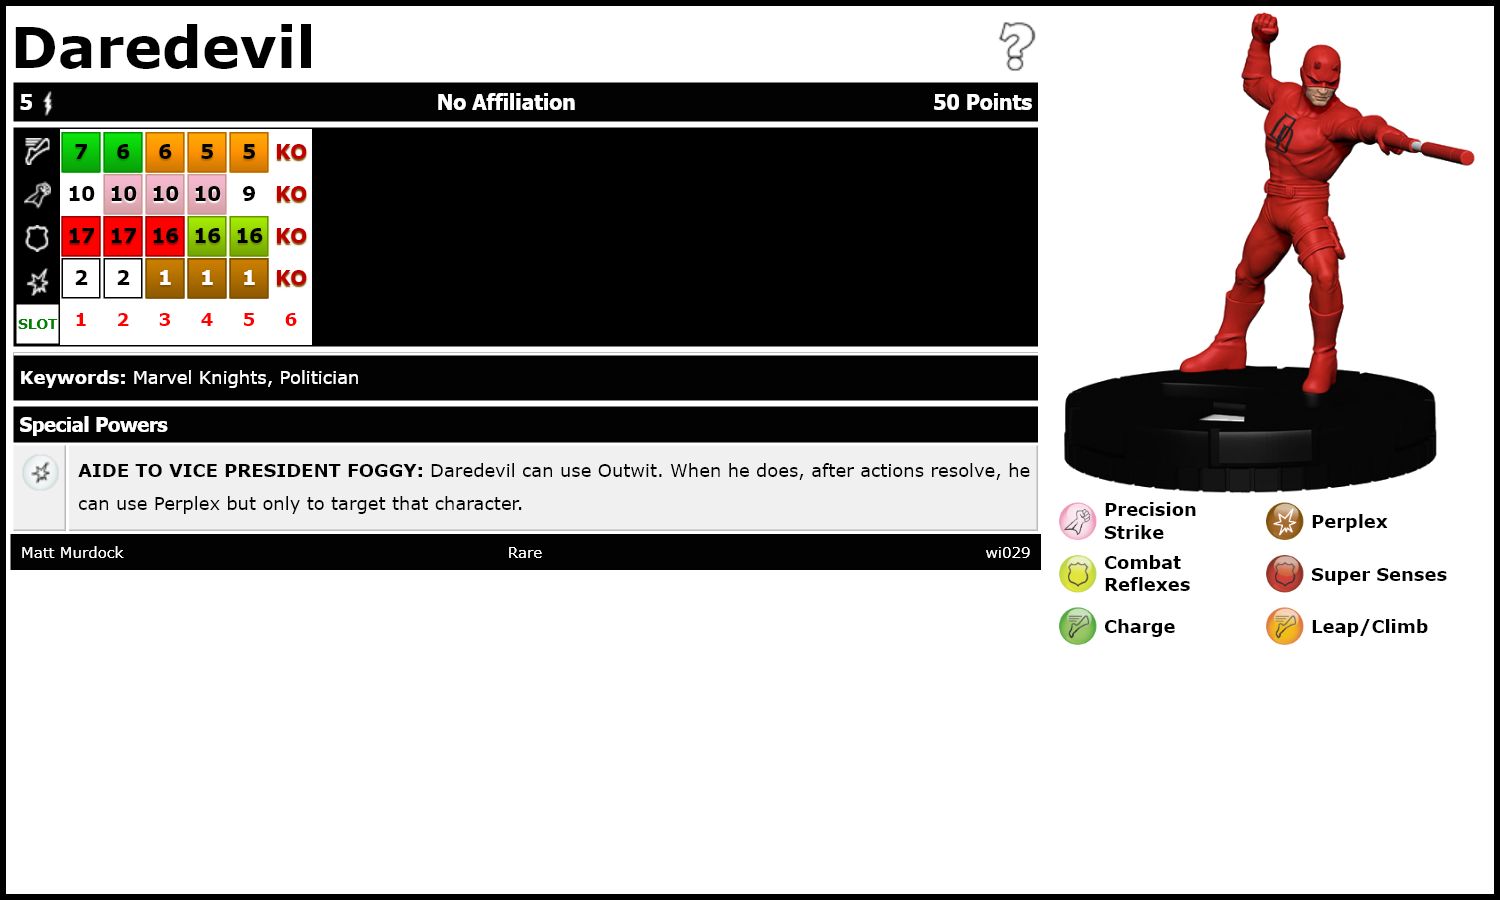 Daredevil
5 No Affiliation 50 Points
7 6 6 5 5 KO
10 10 10 10 9 KO
17 17 16 16 16 KO
2 2 1 1 1 KO
SLOT 1 2 3 4 5 6
Keywords: Marvel Knights, Politician
Special Powers
AIDE TO VICE PRESIDENT FOGGY: Daredevil can use Outwit. When he does, after actions resolve, he
can use Perplex but only to target that character.
Matt Murdock Rare wi029
Precision
Strike
Perplex
Combat
Reflexes
Super Senses
Charge
Leap/Climb